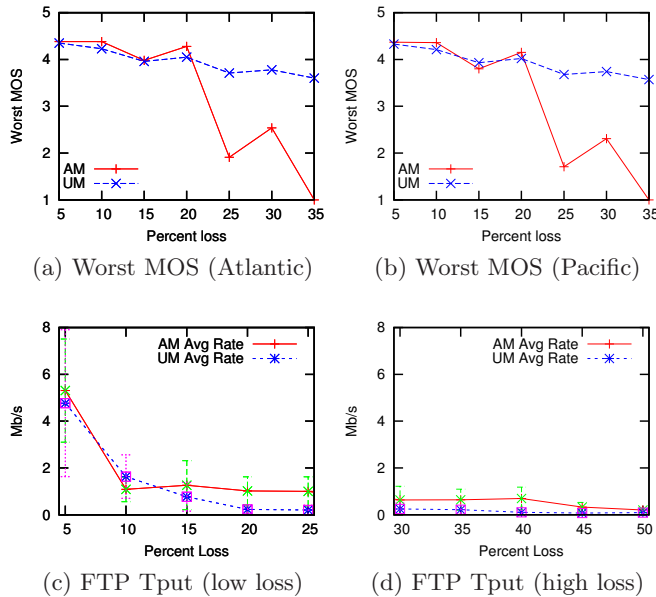 5
4
3
2
1
5 10 15 20 25 30 35
Worst MOS
Percent loss
AM
UM
(a) Worst MOS (Atlantic)
5
4
3
2
1
5 10 15 20 25 30 35
Worst MOS
Percent loss
AM
UM
(b) Worst MOS (Pacific)
8
6
4
2
0
5 10 15 20 25
Mb/s
Percent Loss
AM Avg Rate
UM Avg Rate
(c) FTP Tput (low loss)
8
6
4
2
0
30 35 40 45 50
Mb/s
Percent Loss
AM Avg Rate
UM Avg Rate
(d) FTP Tput (high loss)